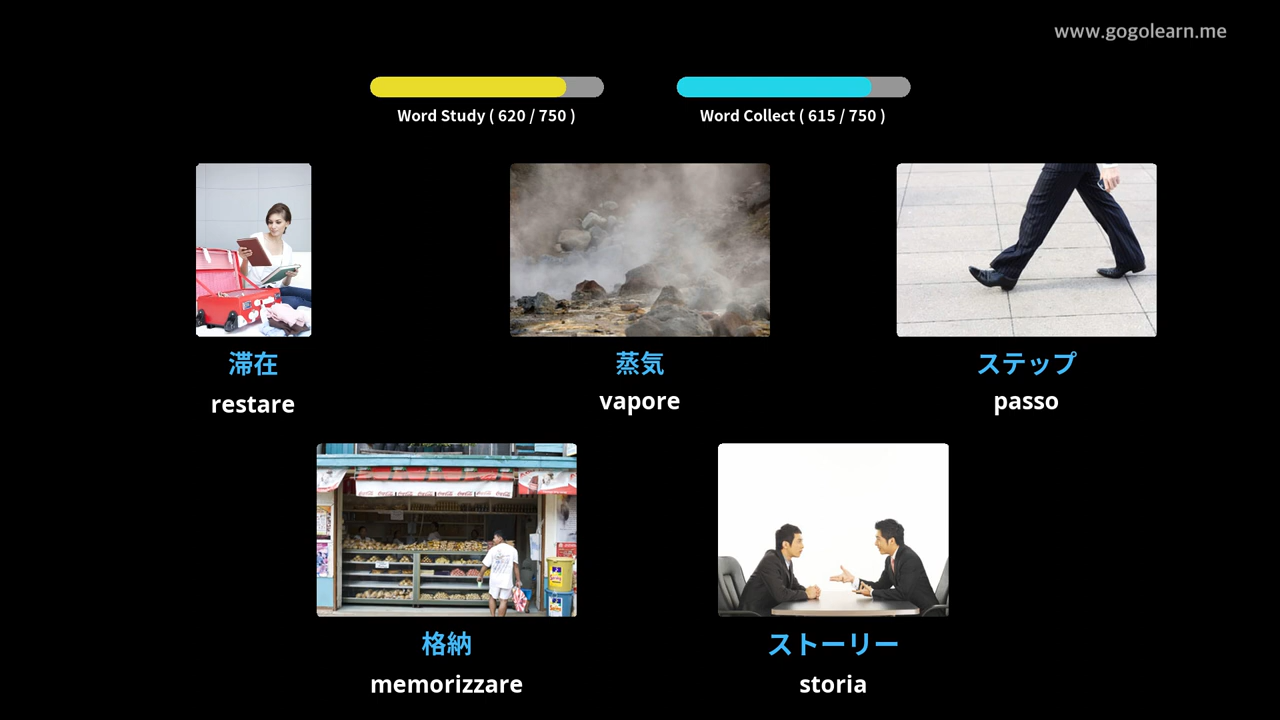 www.gogolearn.me
Word Study ( 620 / 750 )
Word Collect ( 615 / 750 )
滞在
restare
蒸気
vapore
ステップ
passo
格納
memorizzare
ストーリー
storia